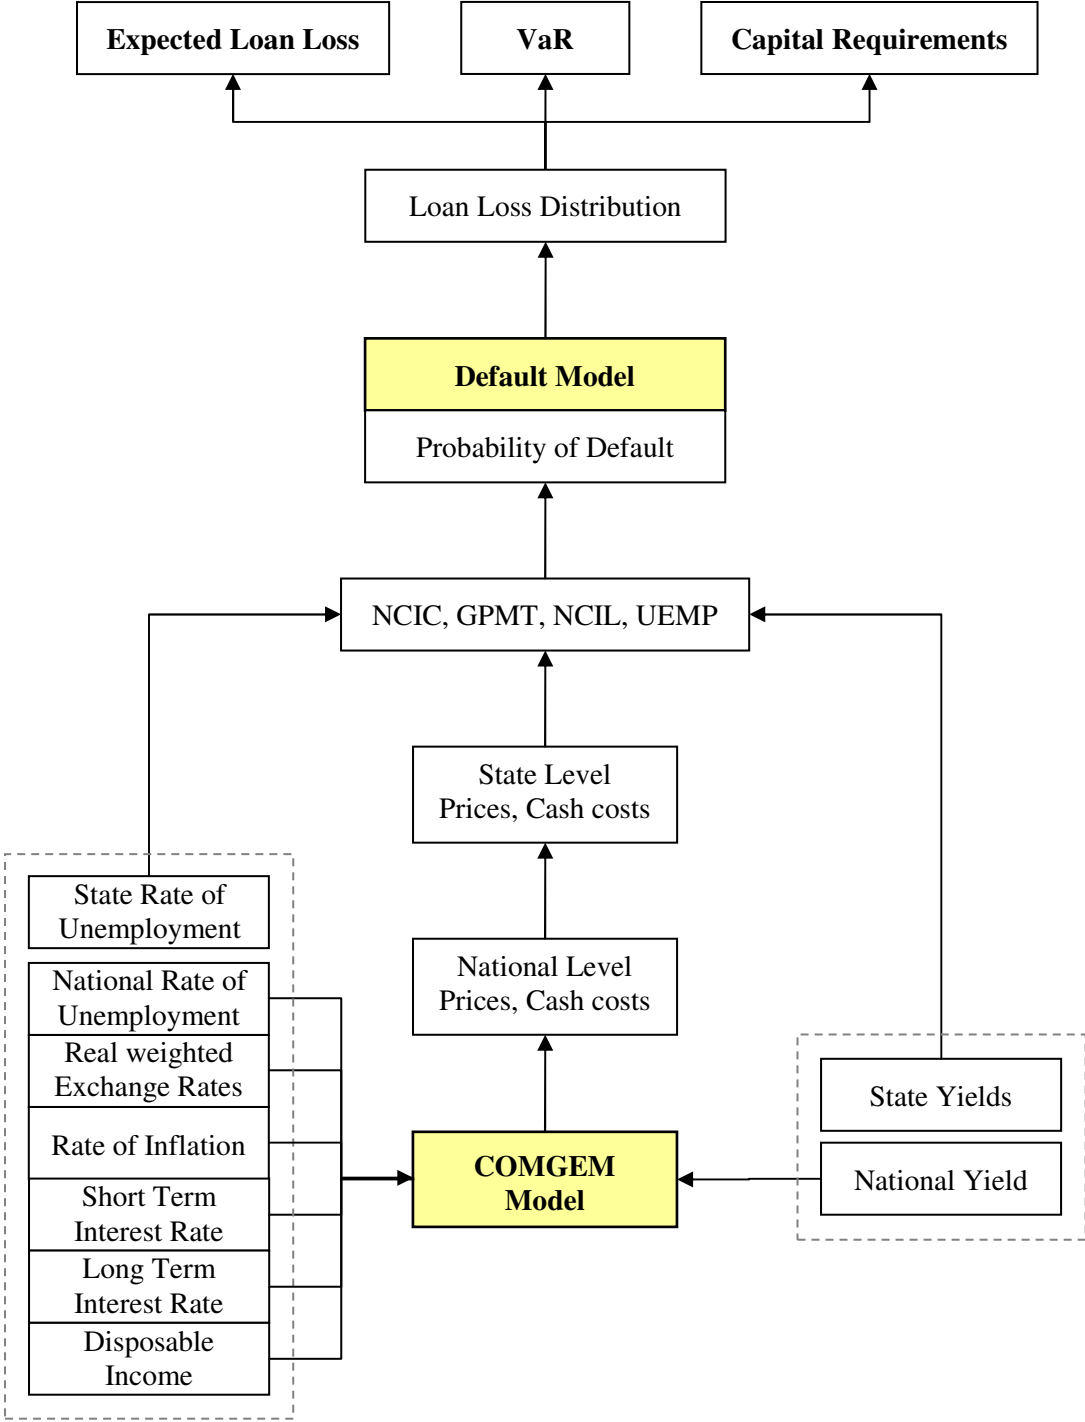 Expected Loan Loss
VaR
Capital Requirements
Loan Loss Distribution
Default Model
Probability of Default
NCIC, GPMT, NCIL, UEMP
State Level
Prices, Cash costs
State Rate of
Unemployment
National Level
Prices, Cash costs
National Rate of
Unemployment
Real weighted
Exchange Rates
Rate of Inflation
Short Term
Interest Rate
Long Term
Interest Rate
Disposable
Income
COMGEM
Model
State Yields
National Yield